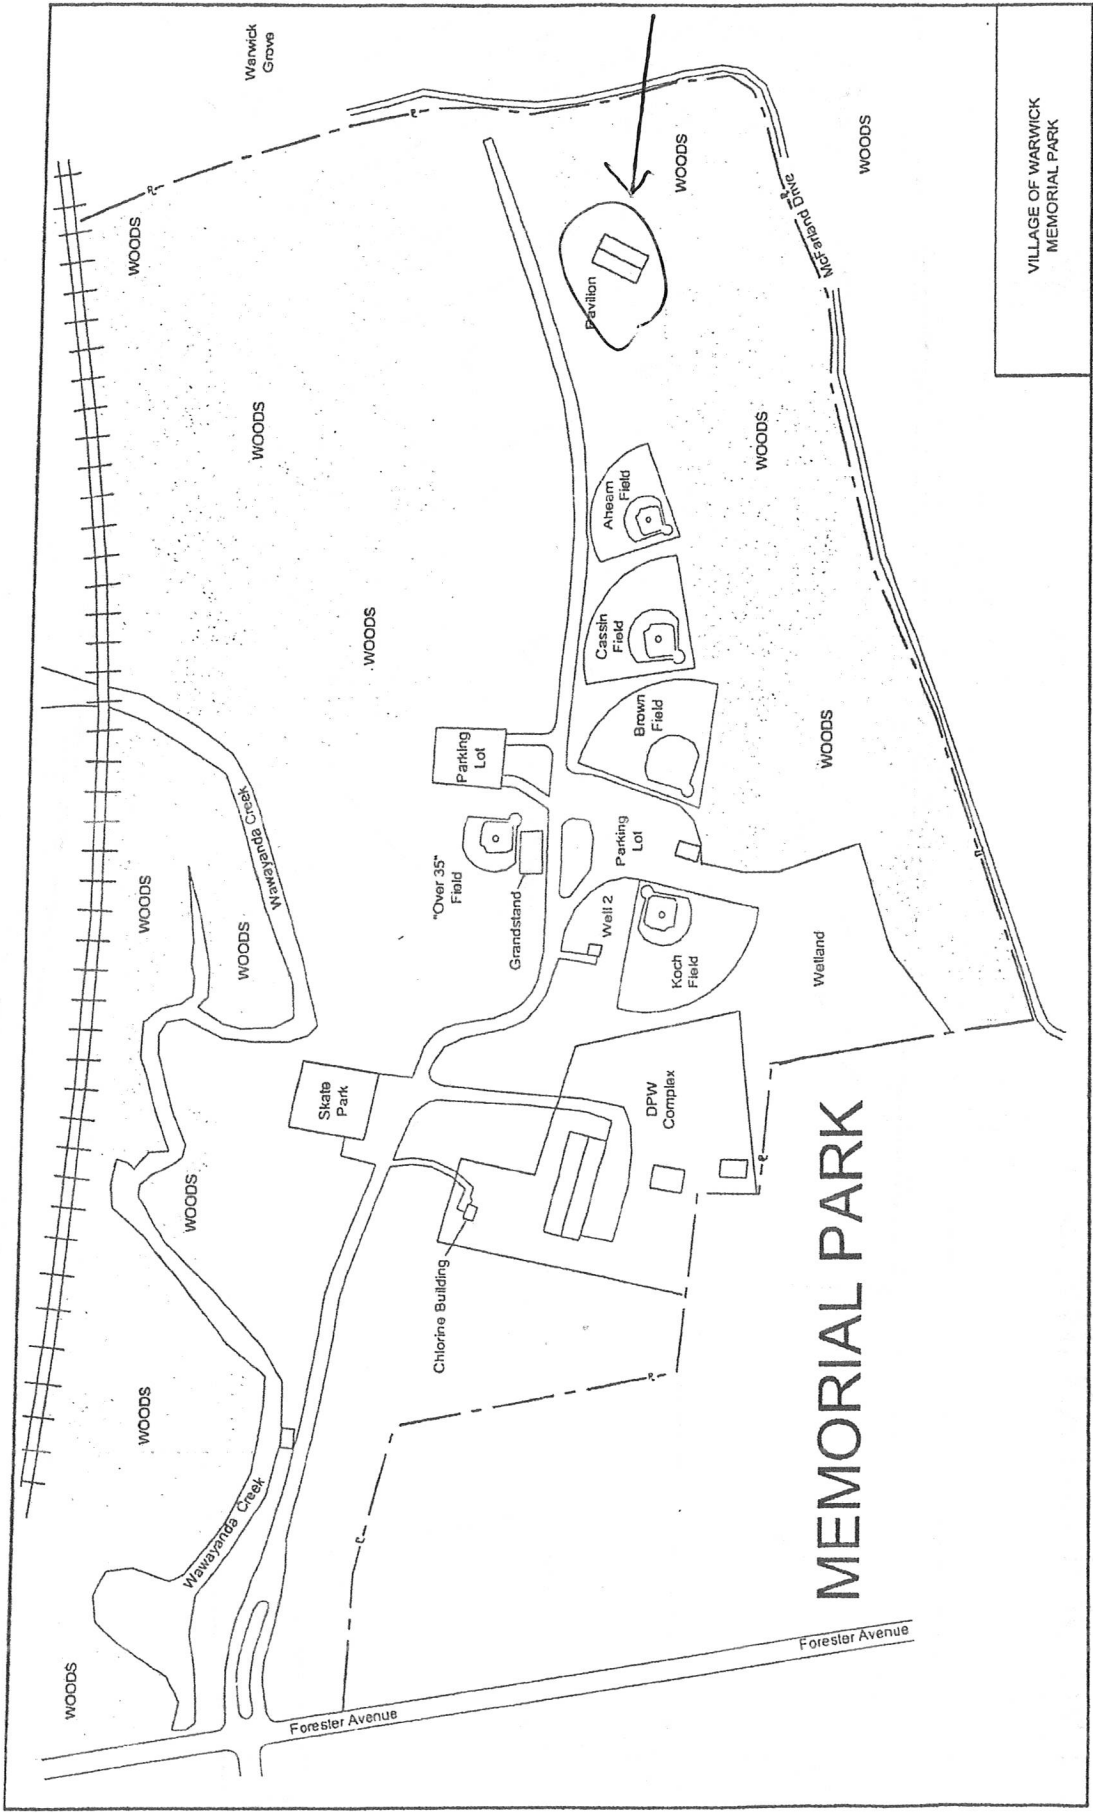 Warwick
Grove
WOODS
WOODS
WOODS
WOODS
WOODS
WOODS
Wawayanda Creek
Wawayanda Creek
WOODS
WOODS
Forester Avenue
Skate
Park
Chlorine Building
"Over 35"
Field
Parking
Lot
Grandstand
Well 2
Parking
Lot
Pavilion
Ahearn
Field
Cassin
Field
Brown
Field
Koch
Field
DPW
Complex
WOODS
WOODS
WOODS
Wetland
McFarland Drive
WOODS
MEMORIAL PARK
Forester Avenue
VILLAGE OF WARWICK
MEMORIAL PARK